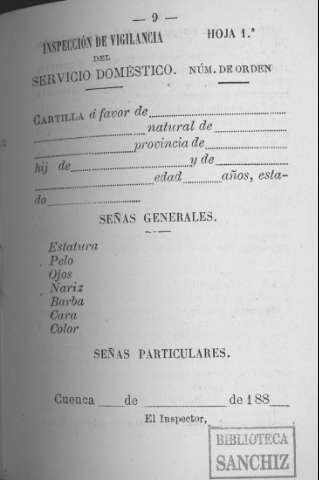 — 9 —
INSPECCIÓN DE VIGILANCIA HOJA 1.ª
DEL
SERVICIO DOMÉSTICO. NÚM. DE ORDEN
CARTILLA á favor de
natural de
provincia de
hij de y de
edad años, esta-
do
SEÑAS GENERALES.
Estatura
Pelo
Ojos
Nariz
Barba
Cara
Color
SEÑAS PARTICULARES.
Cuenca de de 188
El Inspector,
BIBLIOTECA
SANCHIZ